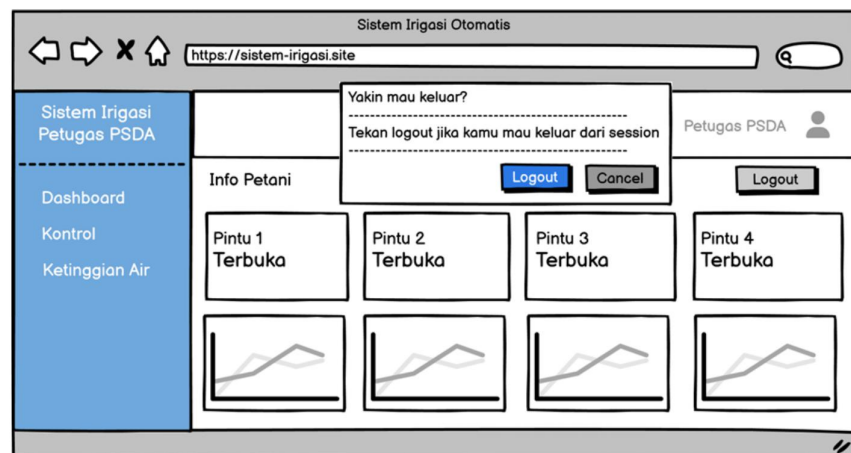 Sistem Irigasi Otomatis
https://sistem-irigasi.site
Sistem Irigasi
Petugas PSDA
Dashboard
Kontrol
Ketinggian Air
Yakin mau keluar?
Tekan logout jika kamu mau keluar dari session
Logout
Cancel
Petugas PSDA
Info Petani
Logout
Pintu 1
Terbuka
Pintu 2
Terbuka
Pintu 3
Terbuka
Pintu 4
Terbuka